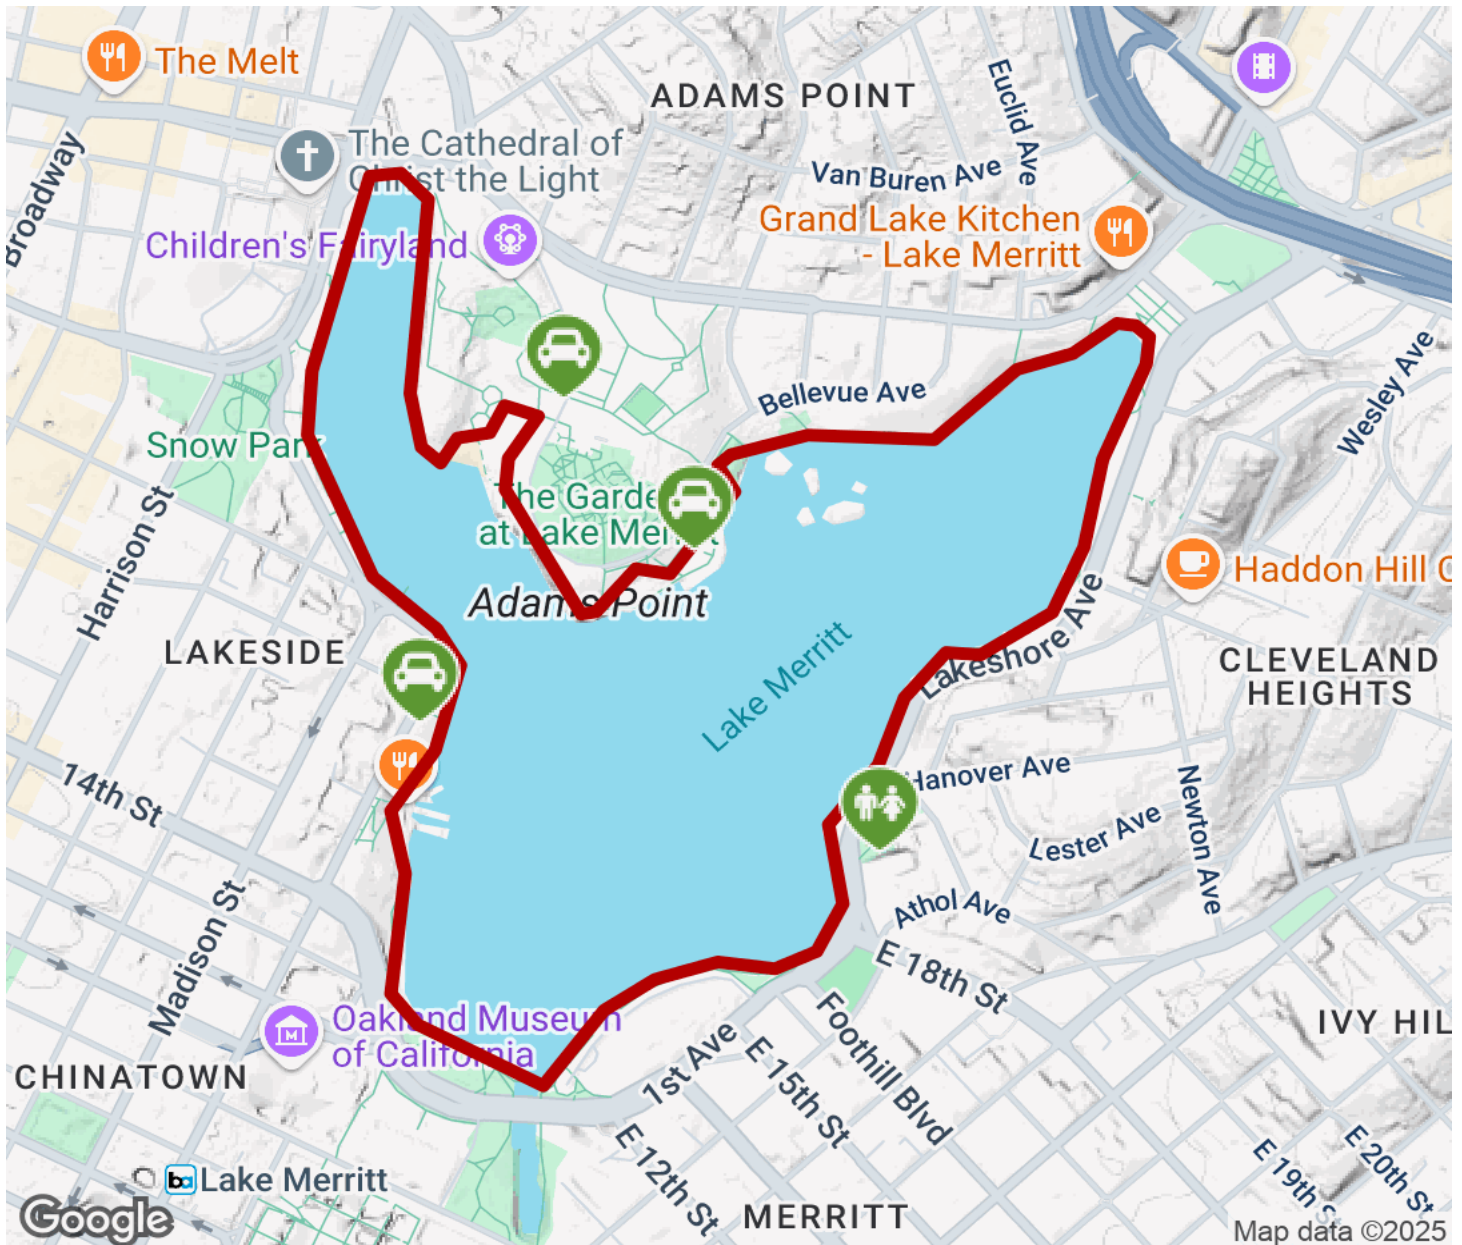 The Melt
ADAMS POINT
Euclid Ave
Broadway
The Cathedral of
Christ the Light
Van Buren Ave
Grand Lake Kitchen
- Lake Merritt
Children's Fairyland
Wesley Ave
Bellevue Ave
Snow Park
The Garde
at Lake Merritt
Harrison St
Haddon Hill C
Adams Point
LAKESIDE
Lake Merritt
Lakeshore Ave
CLEVELAND
HEIGHTS
14th St
Hanover Ave
Newton Ave
Lester Ave
Madison St
Athol Ave
E 18th St
Oakland Museum
of California
M
IVY HIL
Foothill Blvd
1st Ave
E 15th St
CHINATOWN
E 12th St
E 20th St
E 19th S
ba Lake Merritt
MERRITT
Google
Map data ©2025